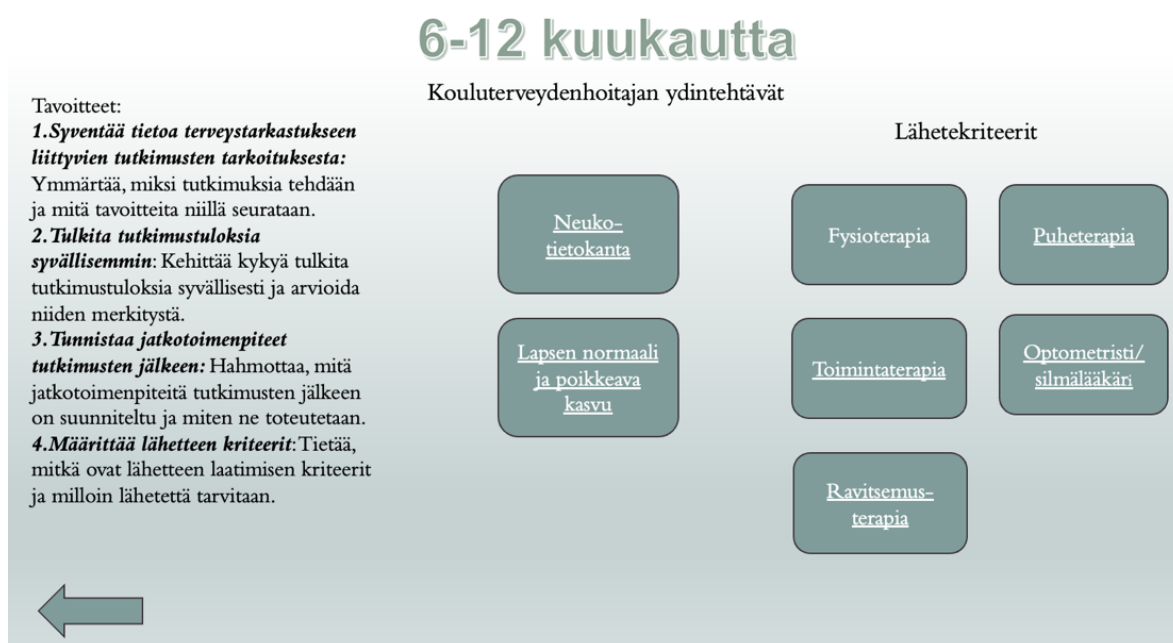 6-12 kuukautta
Kouluterveydenhoitajan ydintehtävät
Tavoitteet:
1.Syventää tietoa terveystarkastukseen
liittyvien tutkimusten tarkoituksesta:
Ymmärtää, miksi tutkimuksia tehdään
ja mitä tavoitteita niillä seurataan.
2.Tulkita tutkimustuloksia
syvällisemmin: Kehittää kykyä tulkita
tutkimustuloksia syvällisesti ja arvioida
niiden merkitystä.
3.Tunnistaa jatkotoimenpiteet
tutkimusten jälkeen: Hahmottaa, mitä
jatkotoimenpiteitä tutkimusten jälkeen
on suunniteltu ja miten ne toteutetaan.
4.Määrittää lähetteen kriteerit: Tietää,
mitkä ovat lähetteen laatimisen kriteerit
ja milloin lähetettä tarvitaan.
Neuko-
tietokanta
Lapsen normaali
ja poikkeava
kasvu
Lähetekriteerit
Fysioterapia
Puheterapia
Toimintaterapia
Optometristi/
silmälääkäri
Ravitsemus-
terapia